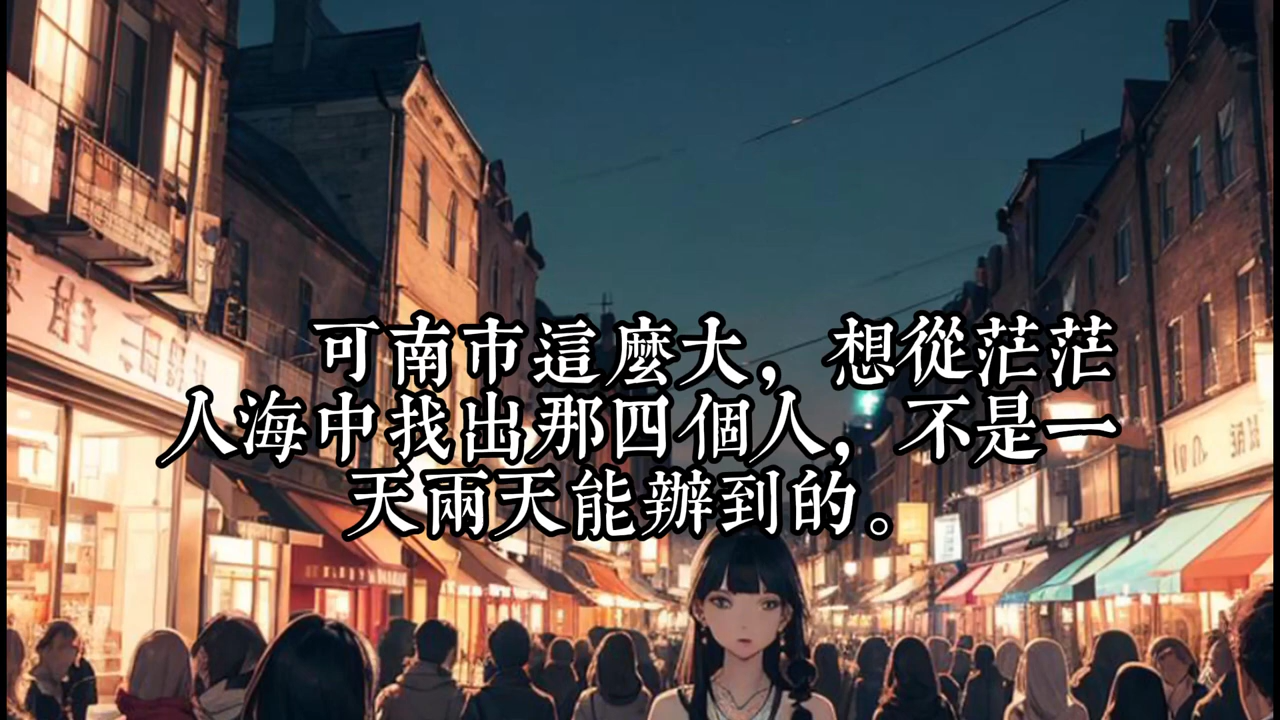 可南市這麼大，想從茫茫
人海中找出那四個人，不是一
天兩天能辦到的。